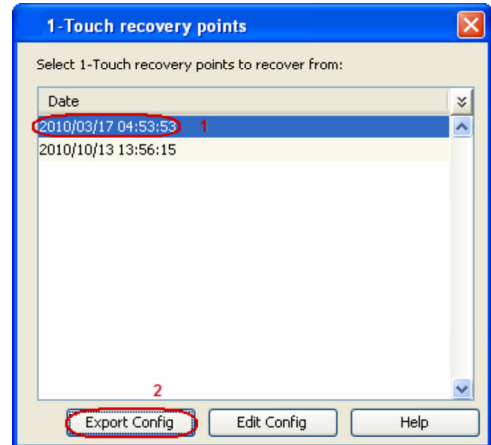 1-Touch recovery points
Select 1-Touch recovery points to recover from:
Date
2010/03/17 04:53:53 1
2010/10/13 13:56:15
2
Export Config Edit Config Help